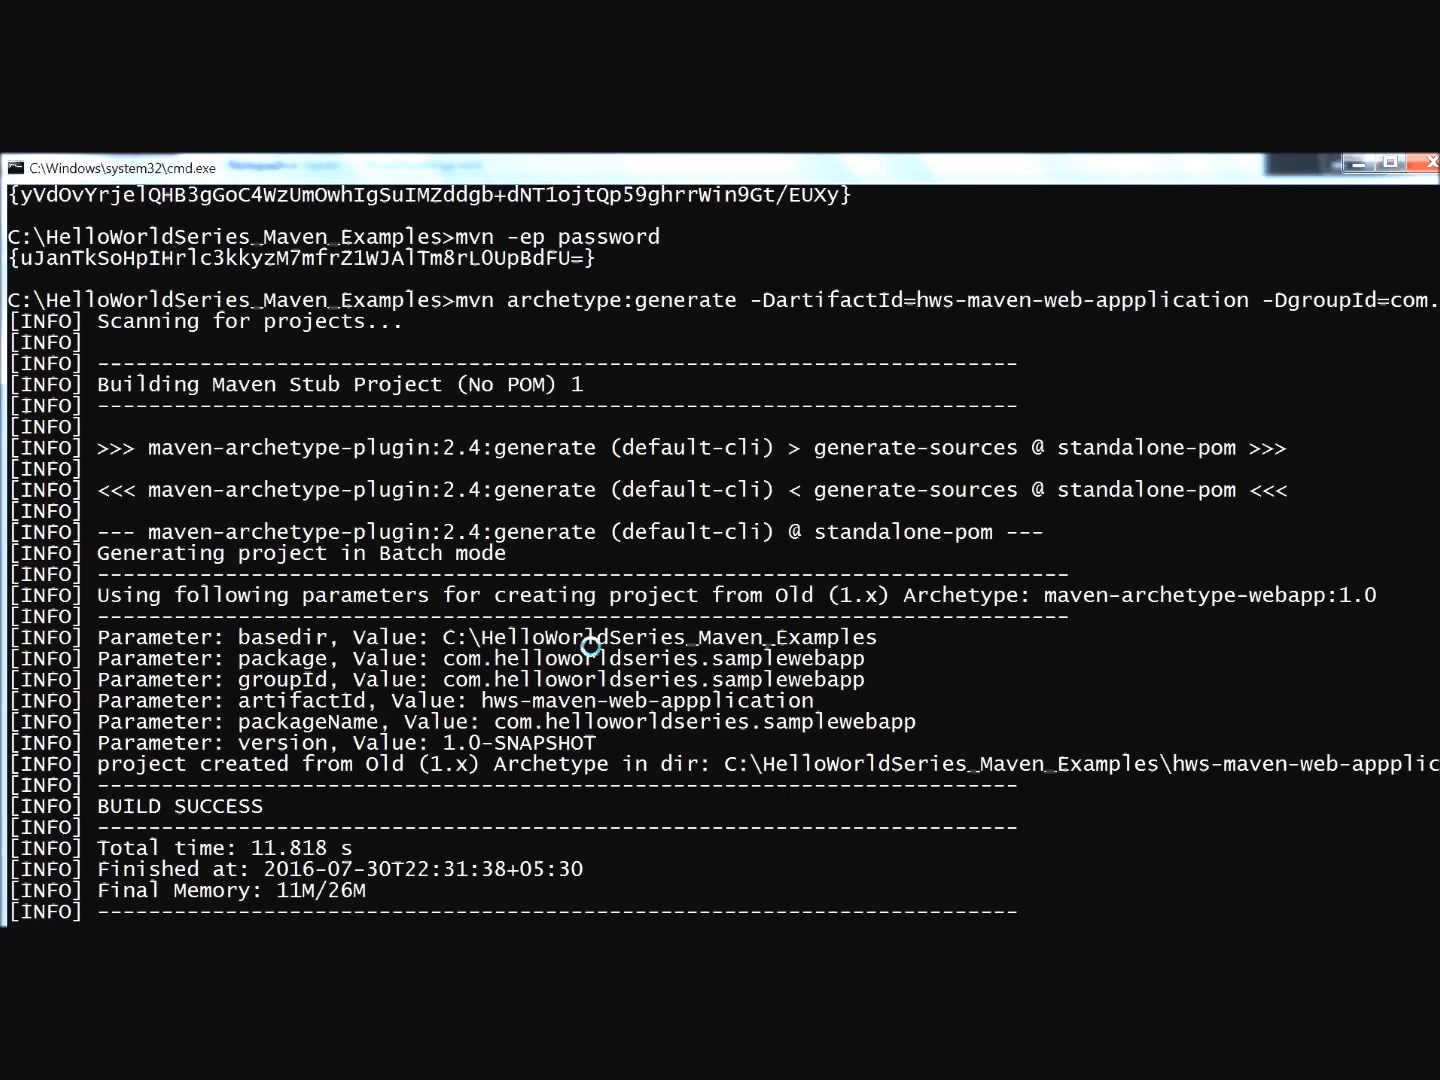 C:\Windows\system32\cmd.exe
{yVdOvYrjelQHB3gGoC4WzUmOwhIgSuIMZddgb+dNT1ojtQp59ghrrWin9Gt/EUXy}
C:\HelloWorldSeries_Maven_Examples>mvn -ep password
{uJanTkSoHpIHrlc3kkyzM7mfrZ1WJAlTm8rL0UpBdFU=}
C:\HelloWorldSeries_Maven_Examples>mvn archetype:generate -DartifactId=hws-maven-web-appplication -DgroupId=com.
[INFO] Scanning for projects...
[INFO]
[INFO] ------------------------------------------------------------------------
[INFO] Building Maven Stub Project (No POM) 1
[INFO] ------------------------------------------------------------------------
[INFO]
[INFO] >>> maven-archetype-plugin:2.4:generate (default-cli) > generate-sources @ standalone-pom >>>
[INFO]
[INFO] <<< maven-archetype-plugin:2.4:generate (default-cli) < generate-sources @ standalone-pom <<<
[INFO]
[INFO] --- maven-archetype-plugin:2.4:generate (default-cli) @ standalone-pom ---
[INFO] Generating project in Batch mode
[INFO] ----------------------------------------------------------------------------
[INFO] Using following parameters for creating project from Old (1.x) Archetype: maven-archetype-webapp:1.0
[INFO] ----------------------------------------------------------------------------
[INFO] Parameter: basedir, Value: C:\HelloWorldSeries_Maven_Examples
[INFO] Parameter: package, Value: com.helloworldseries.samplewebapp
[INFO] Parameter: groupId, Value: com.helloworldseries.samplewebapp
[INFO] Parameter: artifactId, Value: hws-maven-web-appplication
[INFO] Parameter: packageName, Value: com.helloworldseries.samplewebapp
[INFO] Parameter: version, Value: 1.0-SNAPSHOT
[INFO] project created from Old (1.x) Archetype in dir: C:\HelloWorldSeries_Maven_Examples\hws-maven-web-appplic
[INFO] ------------------------------------------------------------------------
[INFO] BUILD SUCCESS
[INFO] ------------------------------------------------------------------------
[INFO] Total time: 11.818 s
[INFO] Finished at: 2016-07-30T22:31:38+05:30
[INFO] Final Memory: 11M/26M
[INFO] ------------------------------------------------------------------------